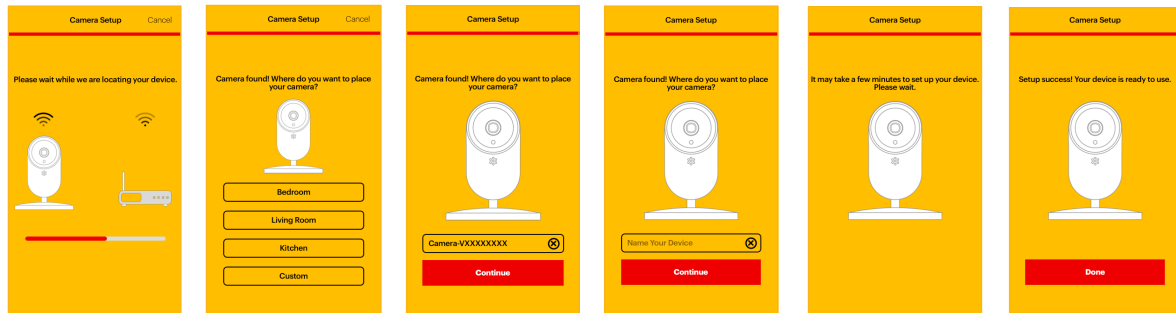 Camera Setup Cancel
Please wait while we are locating your device.
Camera Setup Cancel
Camera found! Where do you want to place
your camera?
Bedroom
Living Room
Kitchen
Custom
Camera Setup
Camera found! Where do you want to place
your camera?
Camera-VXXXXXXXX
Continue
Camera Setup
Camera found! Where do you want to place
your camera?
Name Your Device
Continue
Camera Setup
It may take a few minutes to set up your device.
Please wait.
Camera Setup
Setup success! Your device is ready to use.
Done